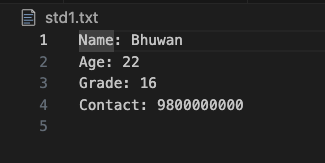 std1.txt
1 Name: Bhuwan
2 Age: 22
3 Grade: 16
4 Contact: 9800000000
5